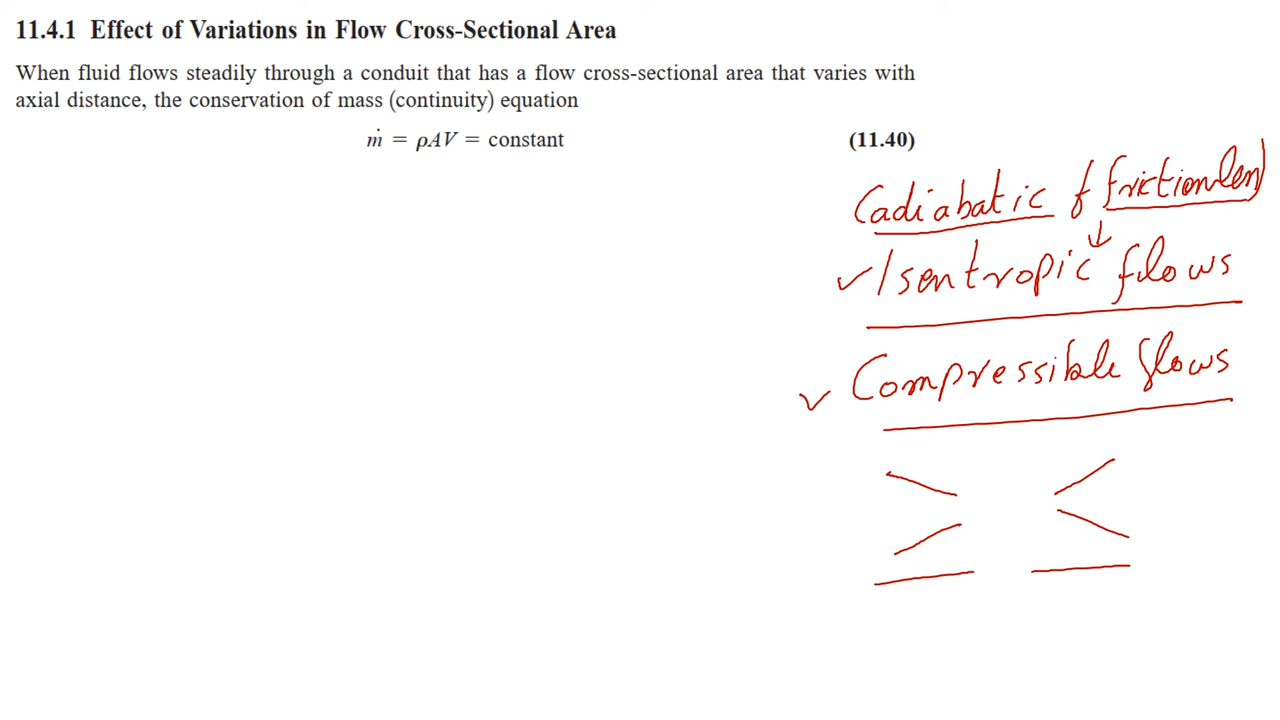 11.4.1 Effect of Variations in Flow Cross-Sectional Area
When fluid flows steadily through a conduit that has a flow cross-sectional area that varies with
axial distance, the conservation of mass (continuity) equation
ṁ = ρAV = constant (11.40)
(adiabatic & frictionless)
↓
✓ Isentropic flows
✓ Compressible flows